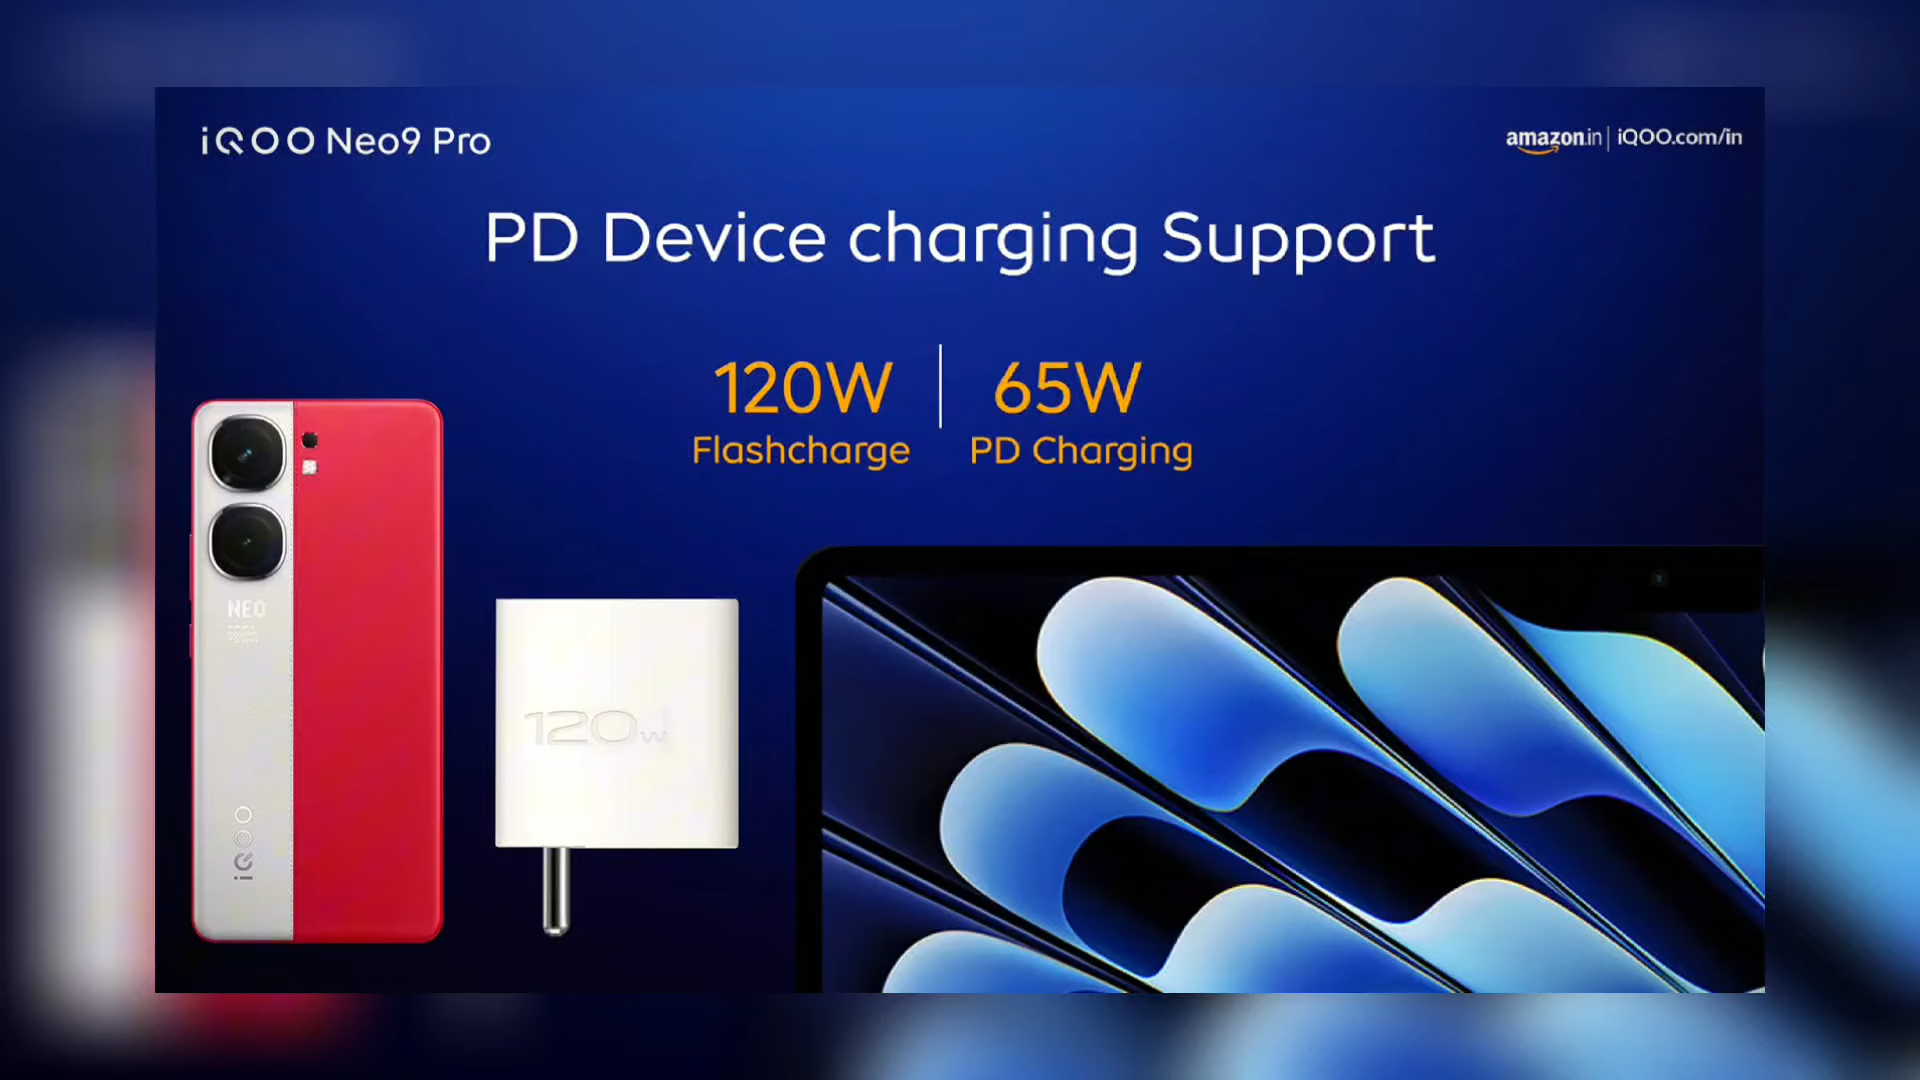 iQOO Neo9 Pro
amazon.in | iQOO.com/in
PD Device charging Support
120W
Flashcharge
65W
PD Charging
NEO
iQOO
120W